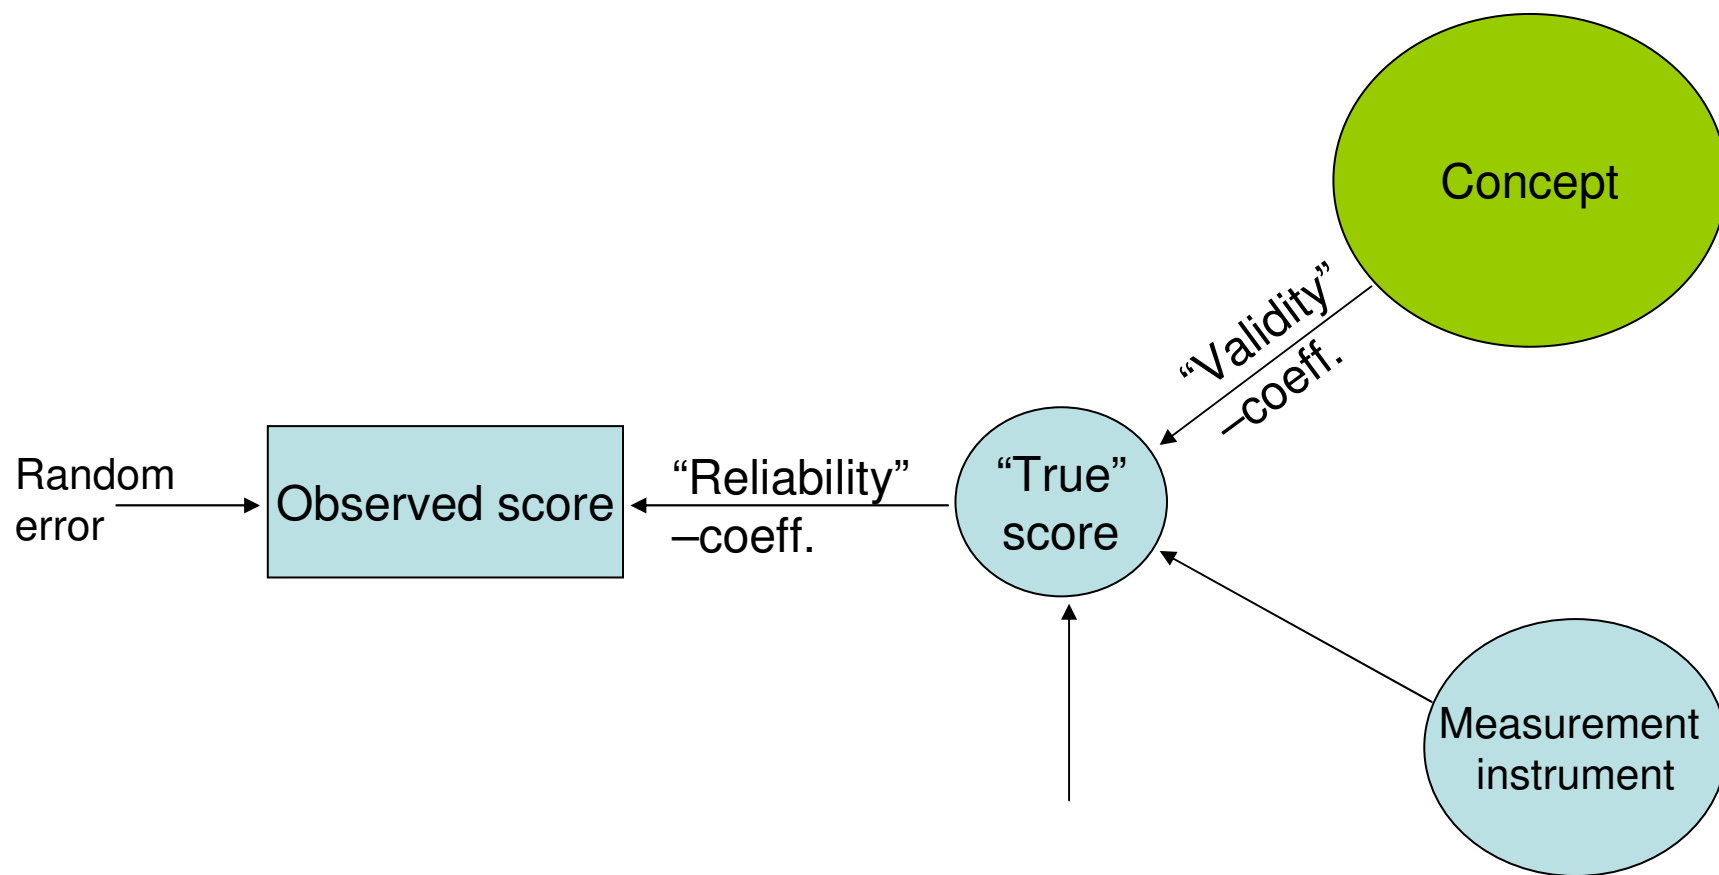 Concept
“Validity”
–coeff.
Random
error
Observed score
“Reliability”
–coeff.
“True”
score
Measurement
instrument